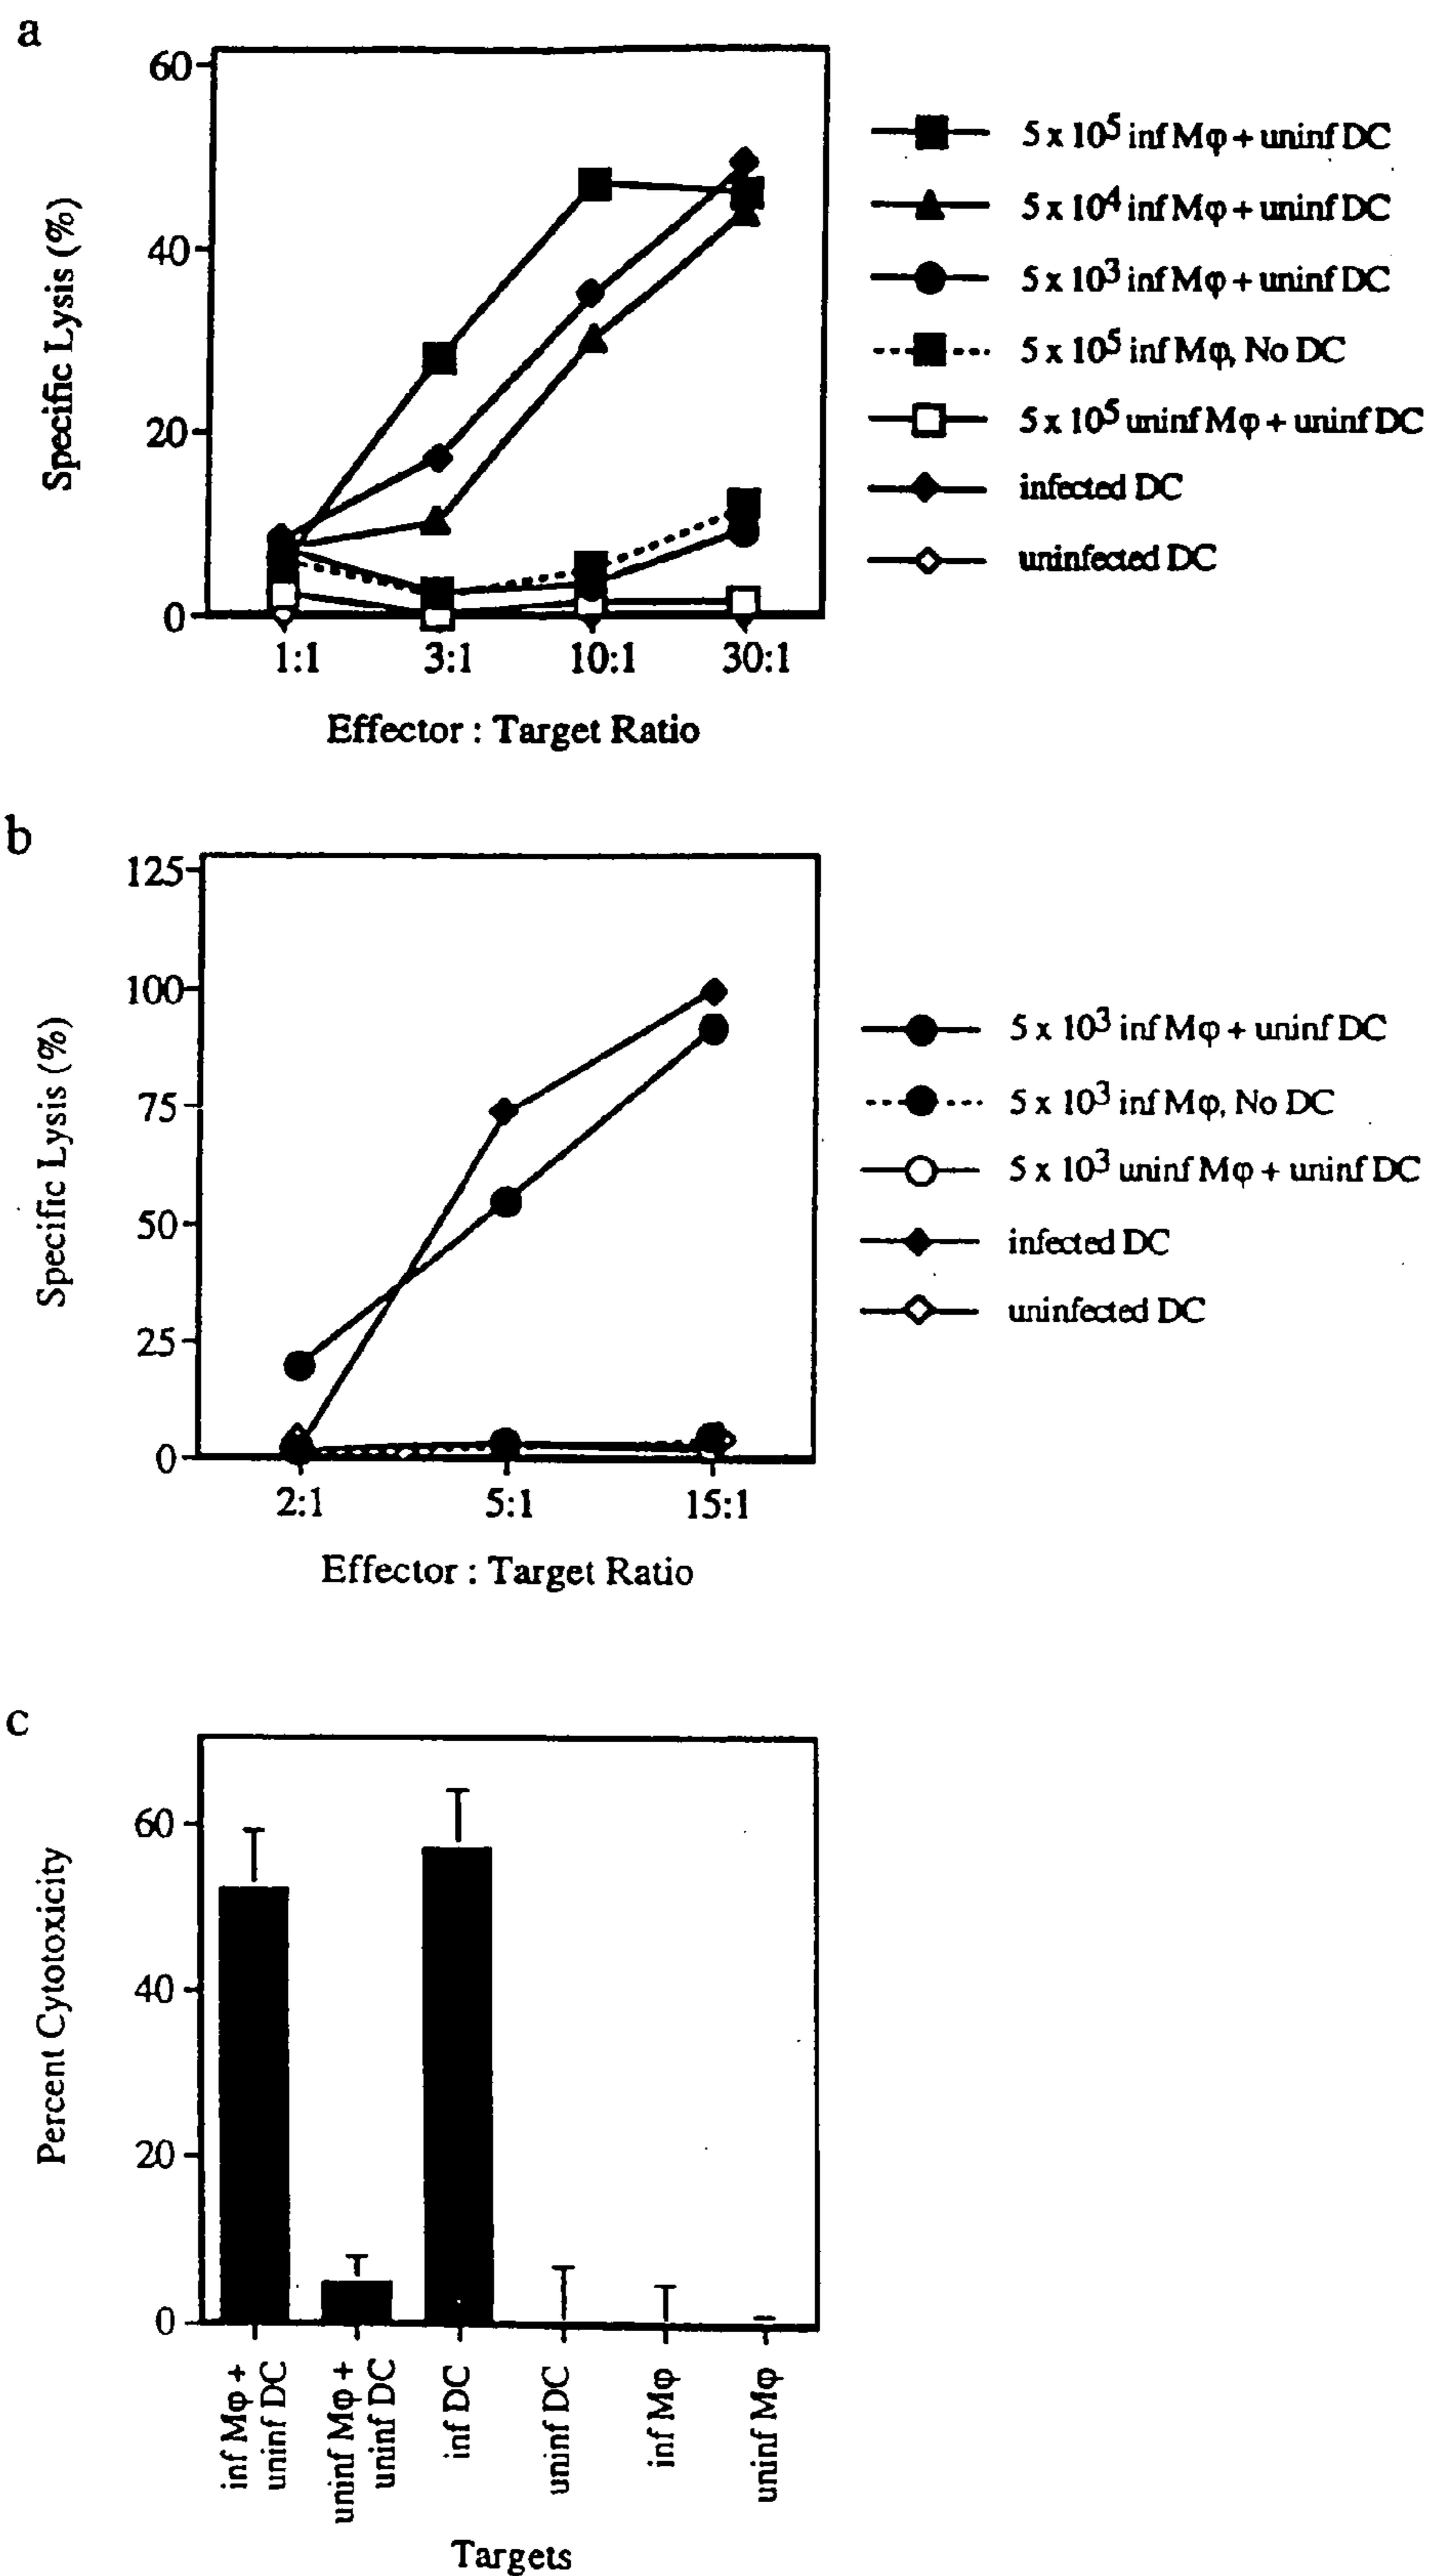 a
60
40
20
0
Specific Lysis (%)
1:1 3:1 10:1 30:1
Effector : Target Ratio
5 x 10⁵ inf Mφ + uninf DC
5 x 10⁴ inf Mφ + uninf DC
5 x 10³ inf Mφ + uninf DC
5 x 10⁵ inf Mφ, No DC
5 x 10⁵ uninf Mφ + uninf DC
infected DC
uninfected DC
b
125
100
75
50
25
0
Specific Lysis (%)
2:1 5:1 15:1
Effector : Target Ratio
5 x 10³ inf Mφ + uninf DC
5 x 10³ inf Mφ, No DC
5 x 10³ uninf Mφ + uninf DC
infected DC
uninfected DC
c
60
40
20
0
Percent Cytotoxicity
inf Mφ +
uninf DC
uninf Mφ +
uninf DC
inf DC
uninf DC
inf Mφ
uninf Mφ
Targets